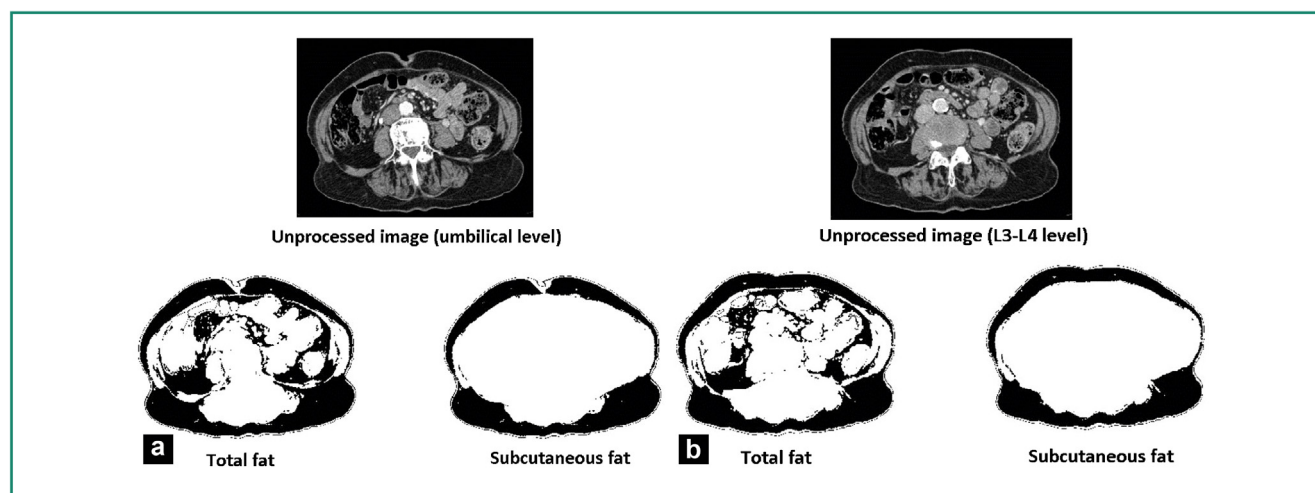 Unprocessed image (umbilical level)
Unprocessed image (L3-L4 level)
a
Total fat
Subcutaneous fat
b
Total fat
Subcutaneous fat